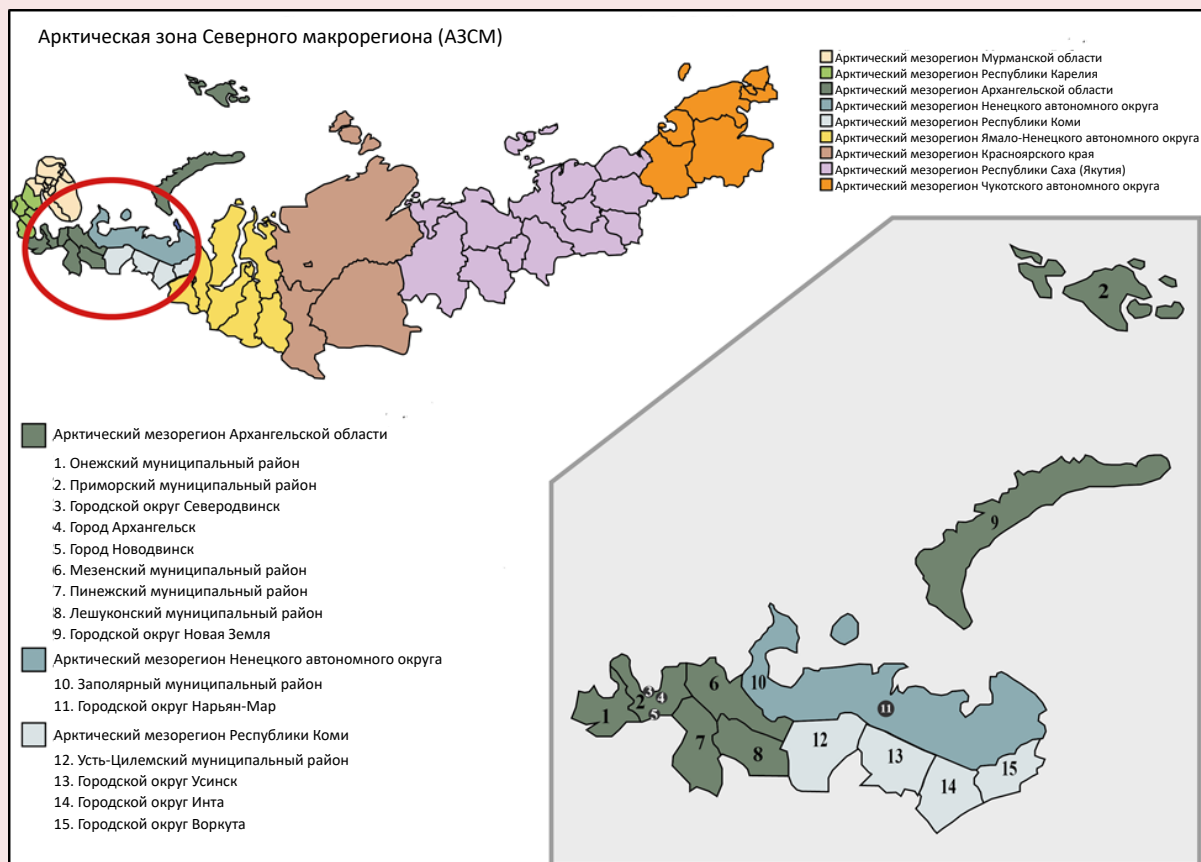 Арктическая зона Северного макрорегиона (АЗСМ)
Арктический мезорегион Мурманской области
Арктический мезорегион Республики Карелия
Арктический мезорегион Архангельской области
Арктический мезорегион Ненецкого автономного округа
Арктический мезорегион Республики Коми
Арктический мезорегион Ямало-Ненецкого автономного округа
Арктический мезорегион Красноярского края
Арктический мезорегион Республики Саха (Якутия)
Арктический мезорегион Чукотского автономного округа
Арктический мезорегион Архангельской области
1. Онежский муниципальный район
2. Приморский муниципальный район
3. Городской округ Северодвинск
4. Город Архангельск
5. Город Новодвинск
6. Мезенский муниципальный район
7. Пинежский муниципальный район
8. Лешуконский муниципальный район
9. Городской округ Новая Земля
Арктический мезорегион Ненецкого автономного округа
10. Заполярный муниципальный район
11. Городской округ Нарьян-Мар
Арктический мезорегион Республики Коми
12. Усть-Цилемский муниципальный район
13. Городской округ Усинск
14. Городской округ Инта
15. Городской округ Воркута
2
9
6
10
3
4
2
1
5
11
7
8
12
13
14
15